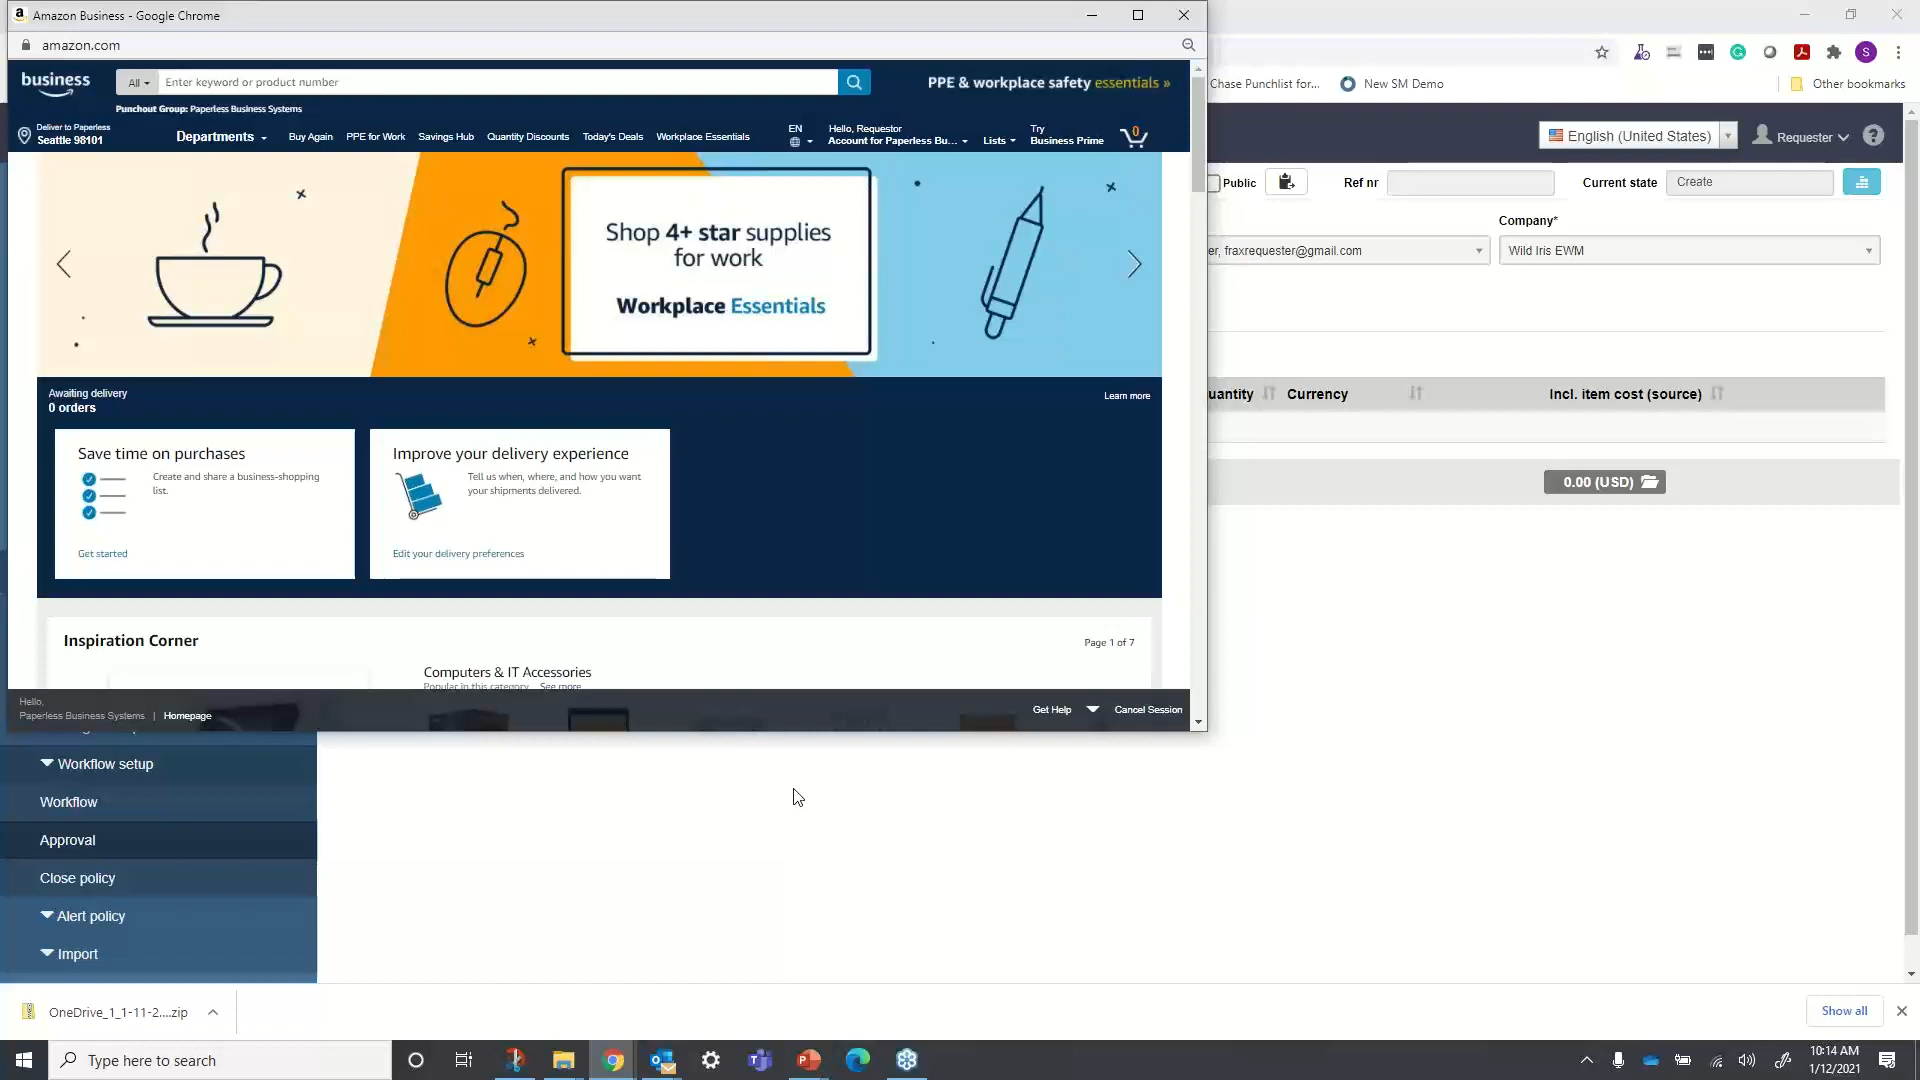 Amazon Business - Google Chrome
amazon.com
business
All
Enter keyword or product number
PPE & workplace safety essentials »
Punchout Group: Paperless Business Systems
Deliver to Paperless
Seattle 98101
Departments
Buy Again
PPE for Work
Savings Hub
Quantity Discounts
Today's Deals
Workplace Essentials
EN
Hello, Requestor
Account for Paperless Bu...
Lists
Try
Business Prime
0
Shop 4+ star supplies
for work
Workplace Essentials
Awaiting delivery
0 orders
Learn more
Save time on purchases
Create and share a business-shopping
list.
Get started
Improve your delivery experience
Tell us when, where, and how you want
your shipments delivered.
Edit your delivery preferences
Inspiration Corner
Page 1 of 7
Computers & IT Accessories
Popular in this category
See more
Hello,
Paperless Business Systems | Homepage
Get Help
Cancel Session
Chase Punchlist for...
New SM Demo
Other bookmarks
S
English (United States)
Requester
Public
Ref nr
Current state
Create
Company*
er, fraxrequester@gmail.com
Wild Iris EWM
uantity
Currency
Incl. item cost (source)
0.00 (USD)
Workflow setup
Workflow
Approval
Close policy
Alert policy
Import
OneDrive_1_1-11-2....zip
Show all
Type here to search
10:14 AM
1/12/2021